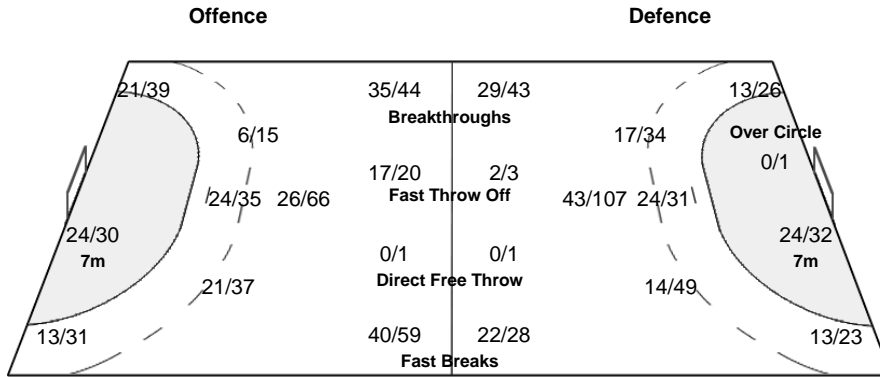 Offence Defence
21/39 35/44 29/43 13/26
Breakthroughs
6/15 17/34 Over Circle
0/1
17/20 2/3
Fast Throw Off
24/35 26/66 43/107 24/31
24/30 24/32
7m 7m
0/1 0/1
Direct Free Throw
21/37 14/49
13/31 40/59 22/28 13/23
Fast Breaks